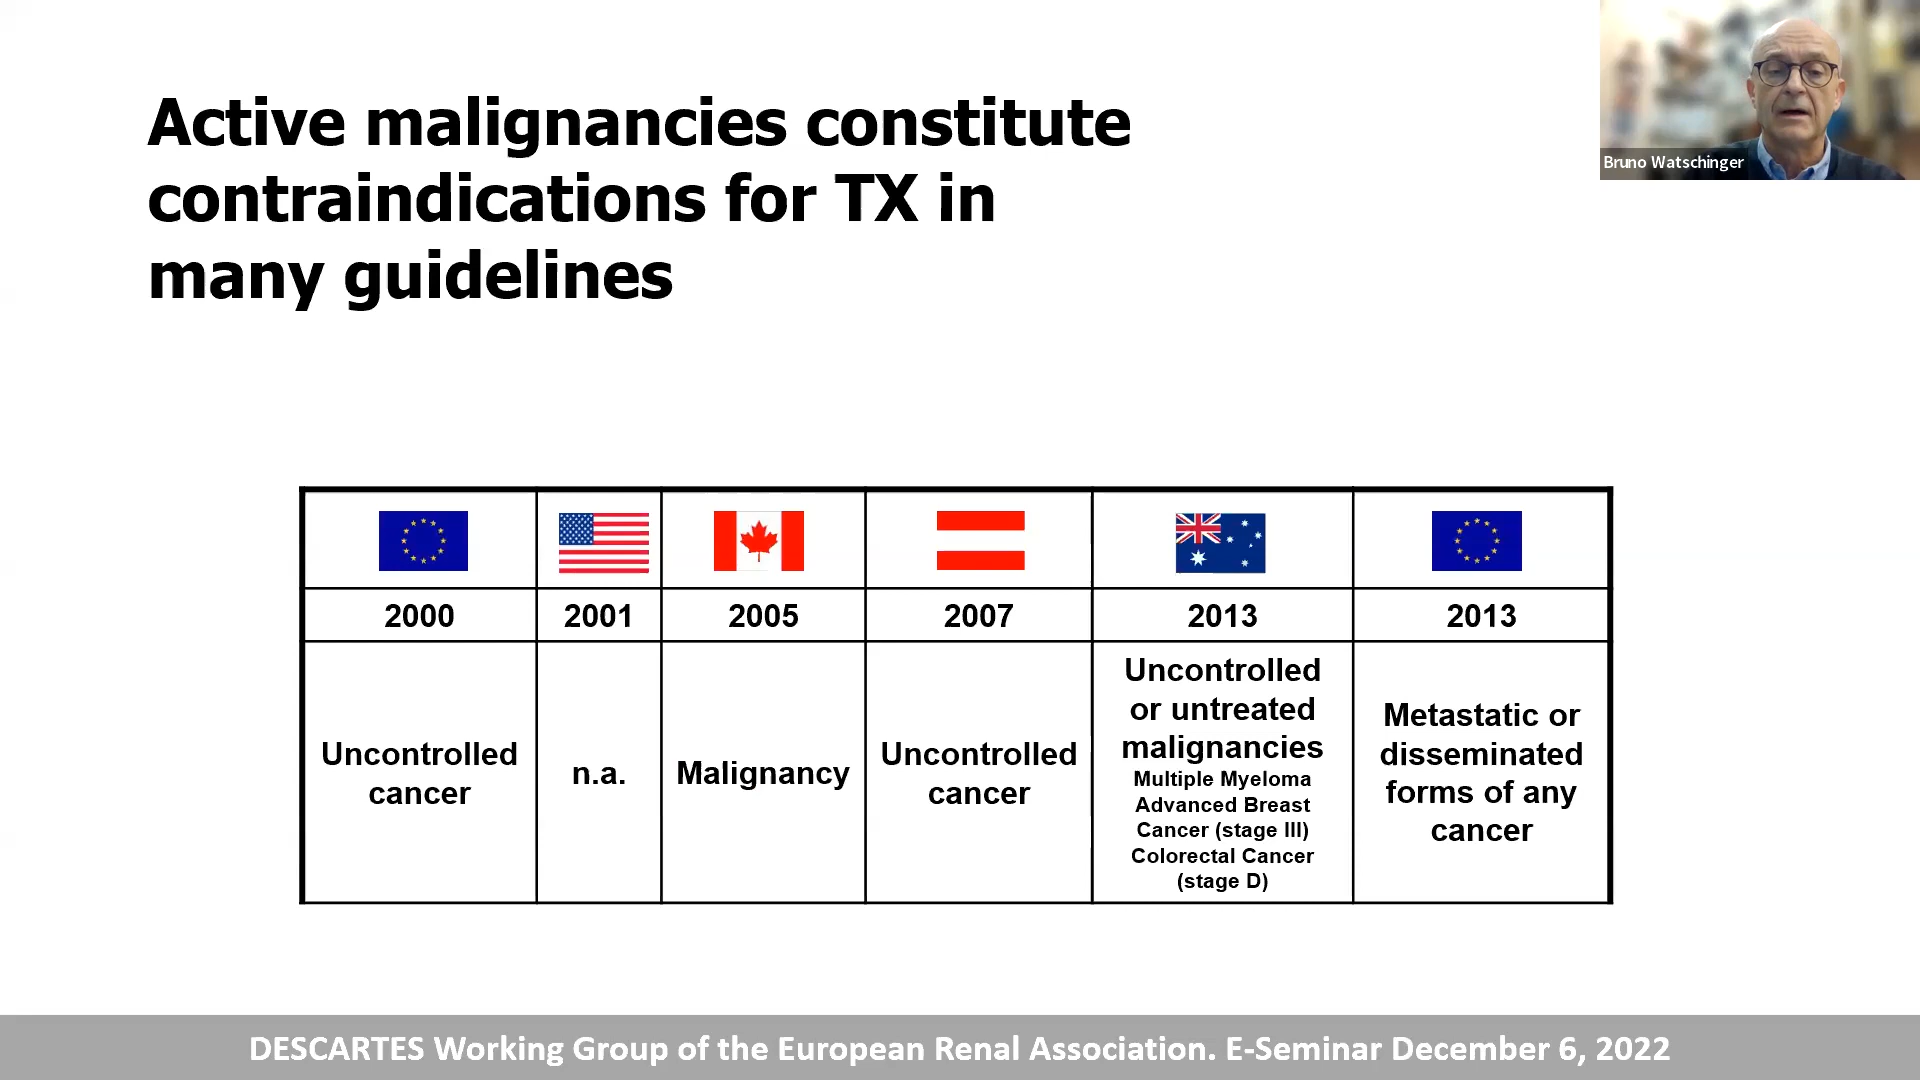 Active malignancies constitute
contraindications for TX in
many guidelines
Bruno Watschinger
2000
2001
2005
2007
2013
2013
Uncontrolled
cancer
n.a.
Malignancy
Uncontrolled
cancer
Uncontrolled
or untreated
malignancies
Multiple Myeloma
Advanced Breast
Cancer (stage III)
Colorectal Cancer
(stage D)
Metastatic or
disseminated
forms of any
cancer
DESCARTES Working Group of the European Renal Association. E-Seminar December 6, 2022